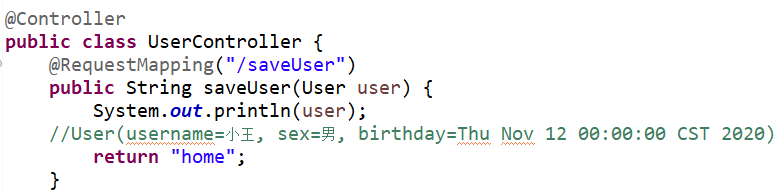 @Controller
public class UserController {
@RequestMapping("/saveUser")
public String saveUser(User user) {
System.out.println(user);
//User(username=小王, sex=男, birthday=Thu Nov 12 00:00:00 CST 2020)
return "home";
}